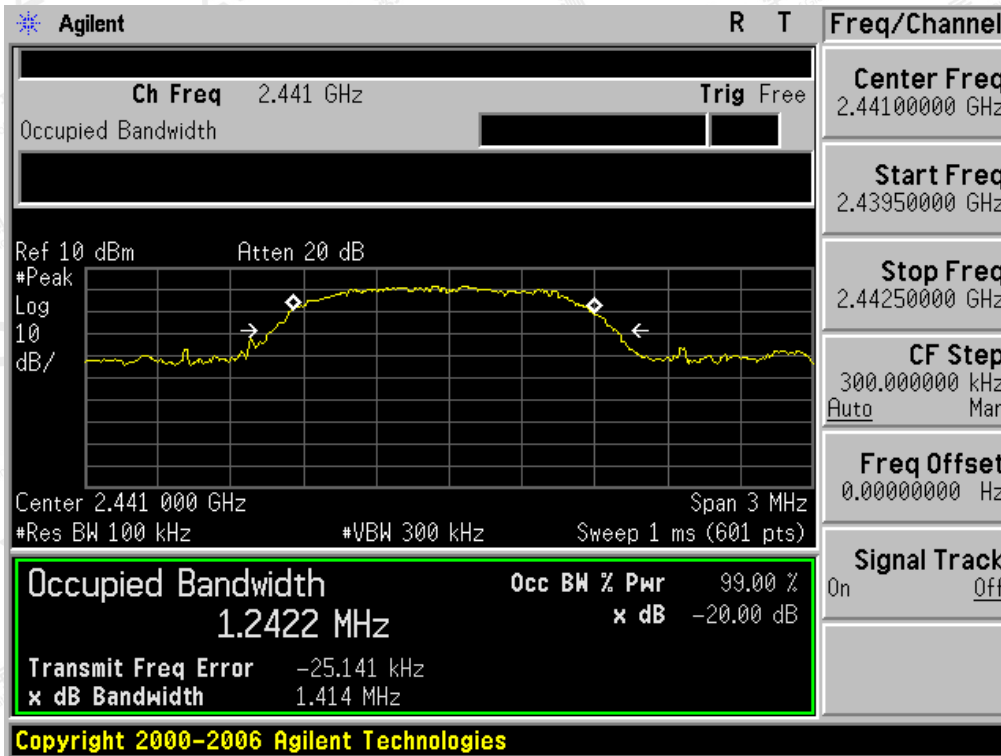 Agilent R T
Freq/Channel
Ch Freq 2.441 GHz Trig Free
Occupied Bandwidth
Center Freq
2.44100000 GHz
Start Freq
2.43950000 GHz
Stop Freq
2.44250000 GHz
CF Step
300.000000 kHz
Auto Man
Freq Offset
0.00000000 Hz
Signal Track
On Off
Ref 10 dBm Atten 20 dB
#Peak
Log
10
dB/
Center 2.441 000 GHz Span 3 MHz
#Res BW 100 kHz #VBW 300 kHz Sweep 1 ms (601 pts)
Occupied Bandwidth Occ BW % Pwr 99.00 %
1.2422 MHz x dB -20.00 dB
Transmit Freq Error -25.141 kHz
x dB Bandwidth 1.414 MHz
Copyright 2000-2006 Agilent Technologies